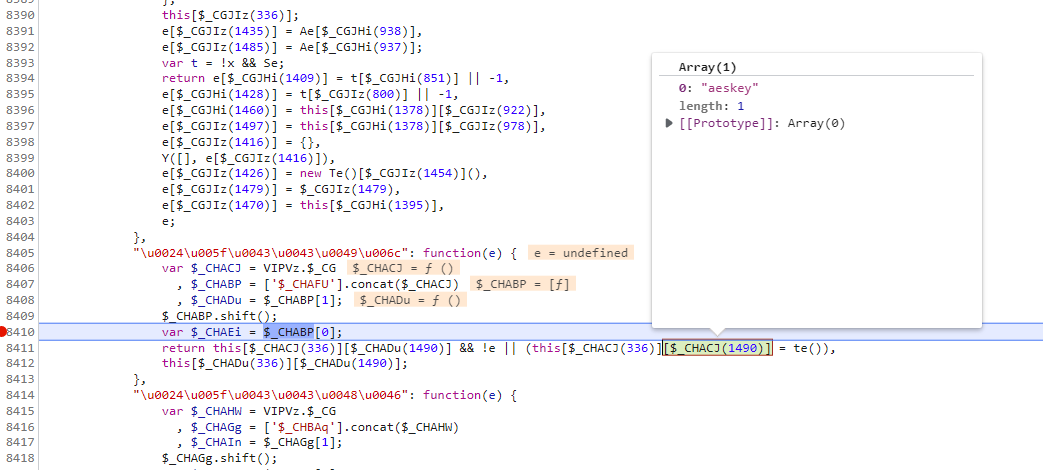 8390 this[$_CGJIz(336)];
8391 e[$_CGJIz(1435)] = Ae[$_CGJHi(938)],
8392 e[$_CGJIz(1485)] = Ae[$_CGJHi(937)];
8393 var t = !x && Se;
8394 return e[$_CGJHi(1409)] = t[$_CGJHi(851)] || -1,
8395 e[$_CGJHi(1428)] = t[$_CGJIz(800)] || -1,
8396 e[$_CGJHi(1460)] = this[$_CGJHi(1378)][$_CGJIz(922)],
8397 e[$_CGJIz(1497)] = this[$_CGJHi(1378)][$_CGJIz(978)],
8398 e[$_CGJIz(1416)] = {},
8399 Y([], e[$_CGJIz(1416)]),
8400 e[$_CGJIz(1426)] = new Te()[$_CGJIz(1454)](),
8401 e[$_CGJIz(1479)] = $_CGJIz(1479),
8402 e[$_CGJIz(1470)] = this[$_CGJHi(1395)],
8403 e;
8404 },
8405 "\u0024\u005f\u0043\u0043\u0049\u006c": function(e) { e = undefined
8406 var $_CHACJ = VIPVz.$_CG $_CHACJ = ƒ ()
8407 , $_CHABP = ['$_CHAFU'].concat($_CHACJ) $_CHABP = [ƒ]
8408 , $_CHADu = $_CHABP[1]; $_CHADu = ƒ ()
8409 $_CHABP.shift();
8410 var $_CHAEi = $_CHABP[0];
8411 return this[$_CHACJ(336)][$_CHADu(1490)] && !e || (this[$_CHACJ(336)][$_CHACJ(1490)] = te()),
8412 this[$_CHADu(336)][$_CHADu(1490)];
8413 },
8414 "\u0024\u005f\u0043\u0043\u0048\u0046": function(e) {
8415 var $_CHAHW = VIPVz.$_CG
8416 , $_CHAGg = ['$_CHBAq'].concat($_CHAHW)
8417 , $_CHAIn = $_CHAGg[1];
8418 $_CHAGg.shift();
Array(1)
0: "aeskey"
length: 1
[[Prototype]]: Array(0)